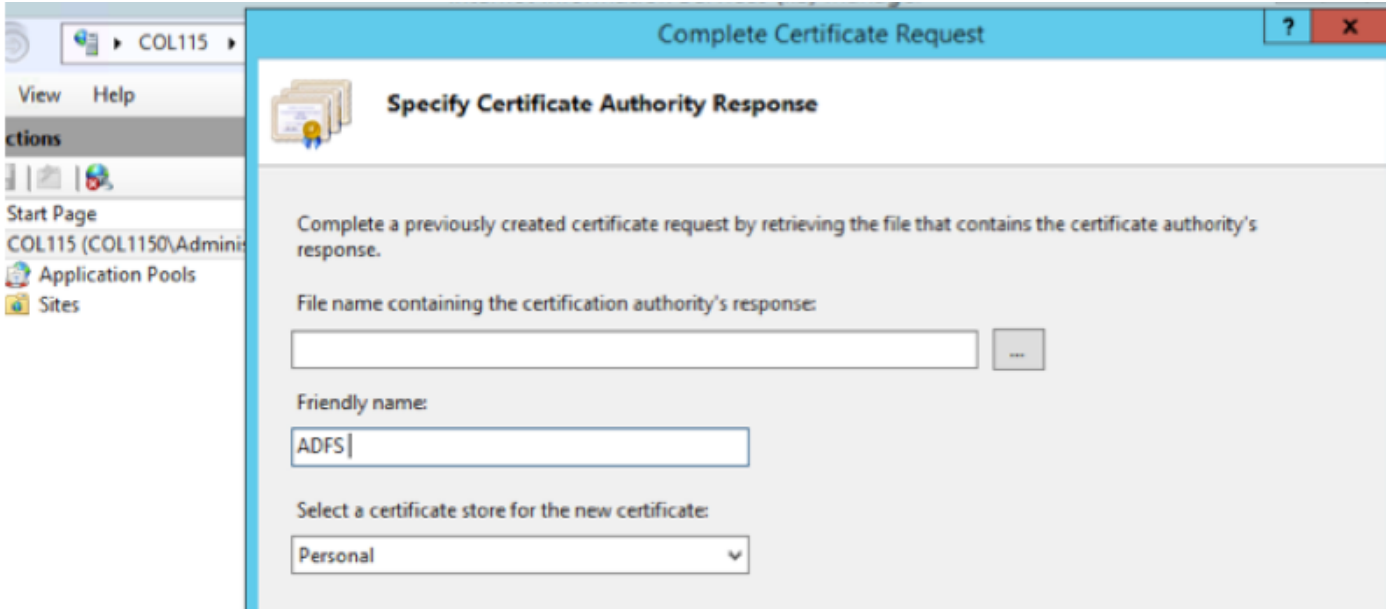 Complete Certificate Request
?
x
COL115
View Help
Specify Certificate Authority Response
ctions
Start Page
COL115 (COL1150\Adminis
Application Pools
Sites
Complete a previously created certificate request by retrieving the file that contains the certificate authority's
response.
File name containing the certification authority's response:
...
Friendly name:
ADFS
Select a certificate store for the new certificate:
Personal